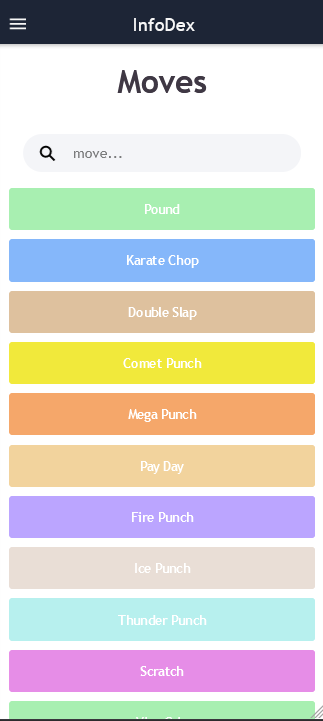 InfoDex
Moves
move...
Pound
Karate Chop
Double Slap
Comet Punch
Mega Punch
Pay Day
Fire Punch
Ice Punch
Thunder Punch
Scratch